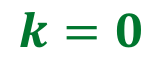 k = 0